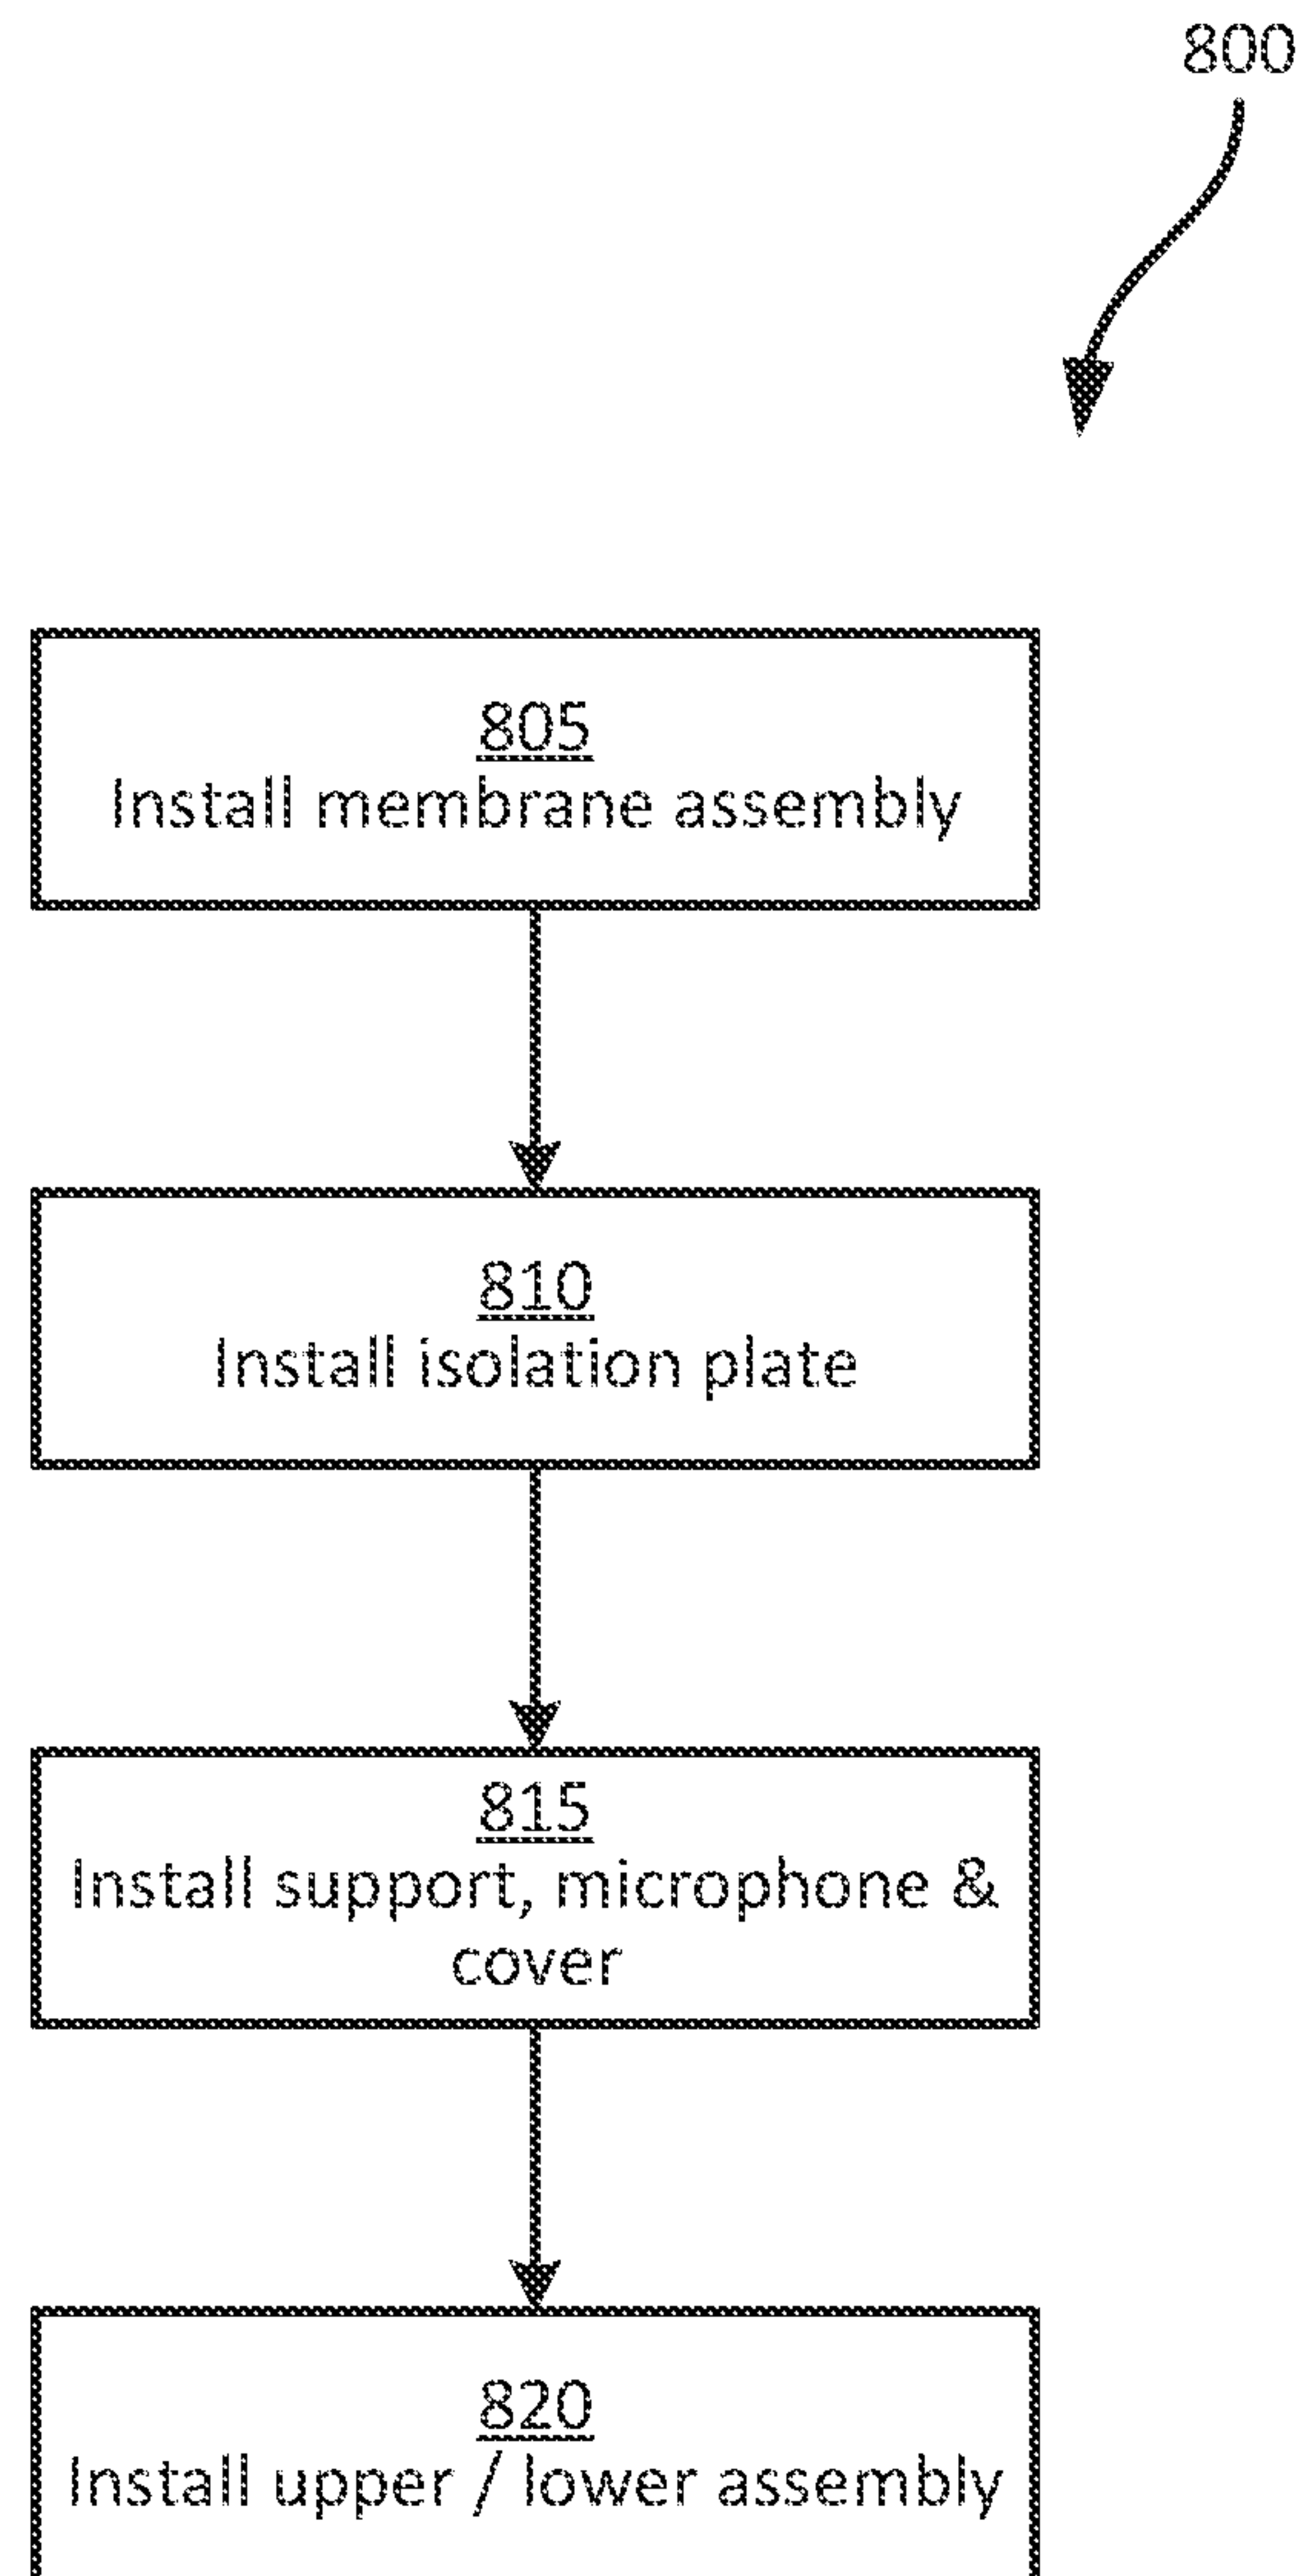 800
805
Install membrane assembly
810
Install isolation plate
815
Install support, microphone &
cover
820
Install upper / lower assembly